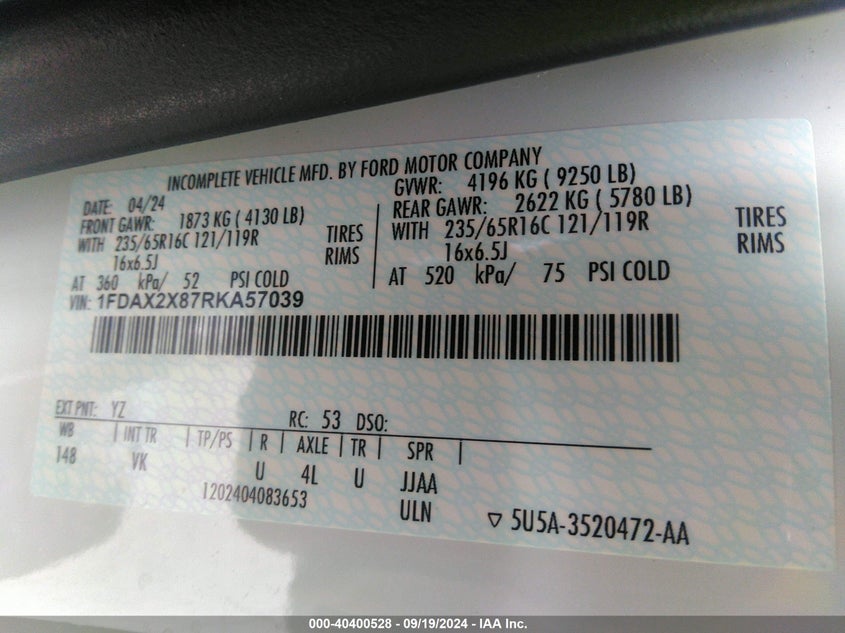 INCOMPLETE VEHICLE MFD. BY FORD MOTOR COMPANY
DATE: 04/24 GVWR: 4196 KG ( 9250 LB)
FRONT GAWR: 1873 KG ( 4130 LB) REAR GAWR: 2622 KG ( 5780 LB)
WITH 235/65R16C 121/119R TIRES WITH 235/65R16C 121/119R TIRES
16x6.5J RIMS 16x6.5J RIMS
AT 360 kPa/ 52 PSI COLD AT 520 kPa/ 75 PSI COLD
VIN: 1FDAX2X87RKA57039
EXT PNT: YZ RC: 53 DSO:
WB | INT TR | TP/PS | R | AXLE | TR | SPR |
148 VK U 4L U JJAA
1202404083653 ULN ▽ 5U5A-3520472-AA
000-40400528 - 09/19/2024 - IAA Inc.